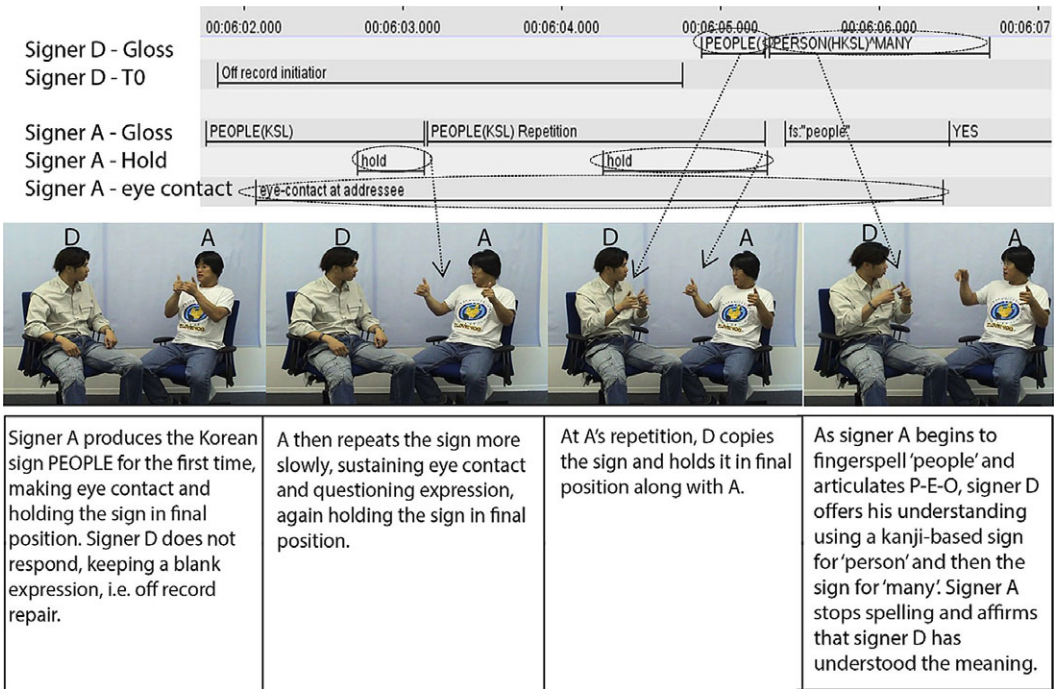 00:06:02.000 00:06:03.000 00:06:04.000 00:06:05.000 00:06:06.000 00:06:07
Signer D - Gloss PEOPLE( PERSON(HKSL)^MANY
Signer D - T0 Off record initiatior
Signer A - Gloss PEOPLE(KSL) PEOPLE(KSL) Repetition fs:"people" YES
Signer A - Hold hold hold
Signer A - eye contact eye-contact at addressee
D A D A D A D A
Signer A produces the Korean
sign PEOPLE for the first time,
making eye contact and
holding the sign in final
position. Signer D does not
respond, keeping a blank
expression, i.e. off record
repair.
A then repeats the sign more
slowly, sustaining eye contact
and questioning expression,
again holding the sign in final
position.
At A's repetition, D copies
the sign and holds it in final
position along with A.
As signer A begins to
fingerspell 'people' and
articulates P-E-O, signer D
offers his understanding
using a kanji-based sign
for 'person' and then the
sign for 'many'. Signer A
stops spelling and affirms
that signer D has
understood the meaning.